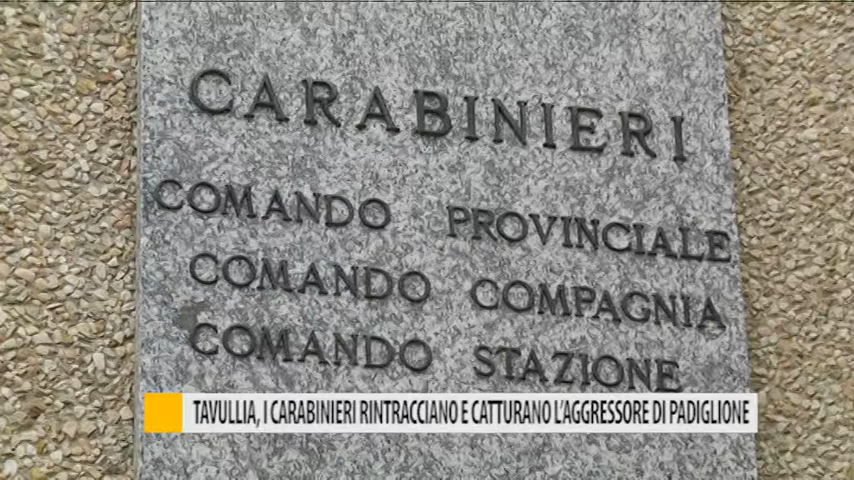 CARABINIERI
COMANDO PROVINCIALE
COMANDO COMPAGNIA
COMANDO STAZIONE
TAVULLIA, I CARABINIERI RINTRACCIANO E CATTURANO L'AGGRESSORE DI PADIGLIONE